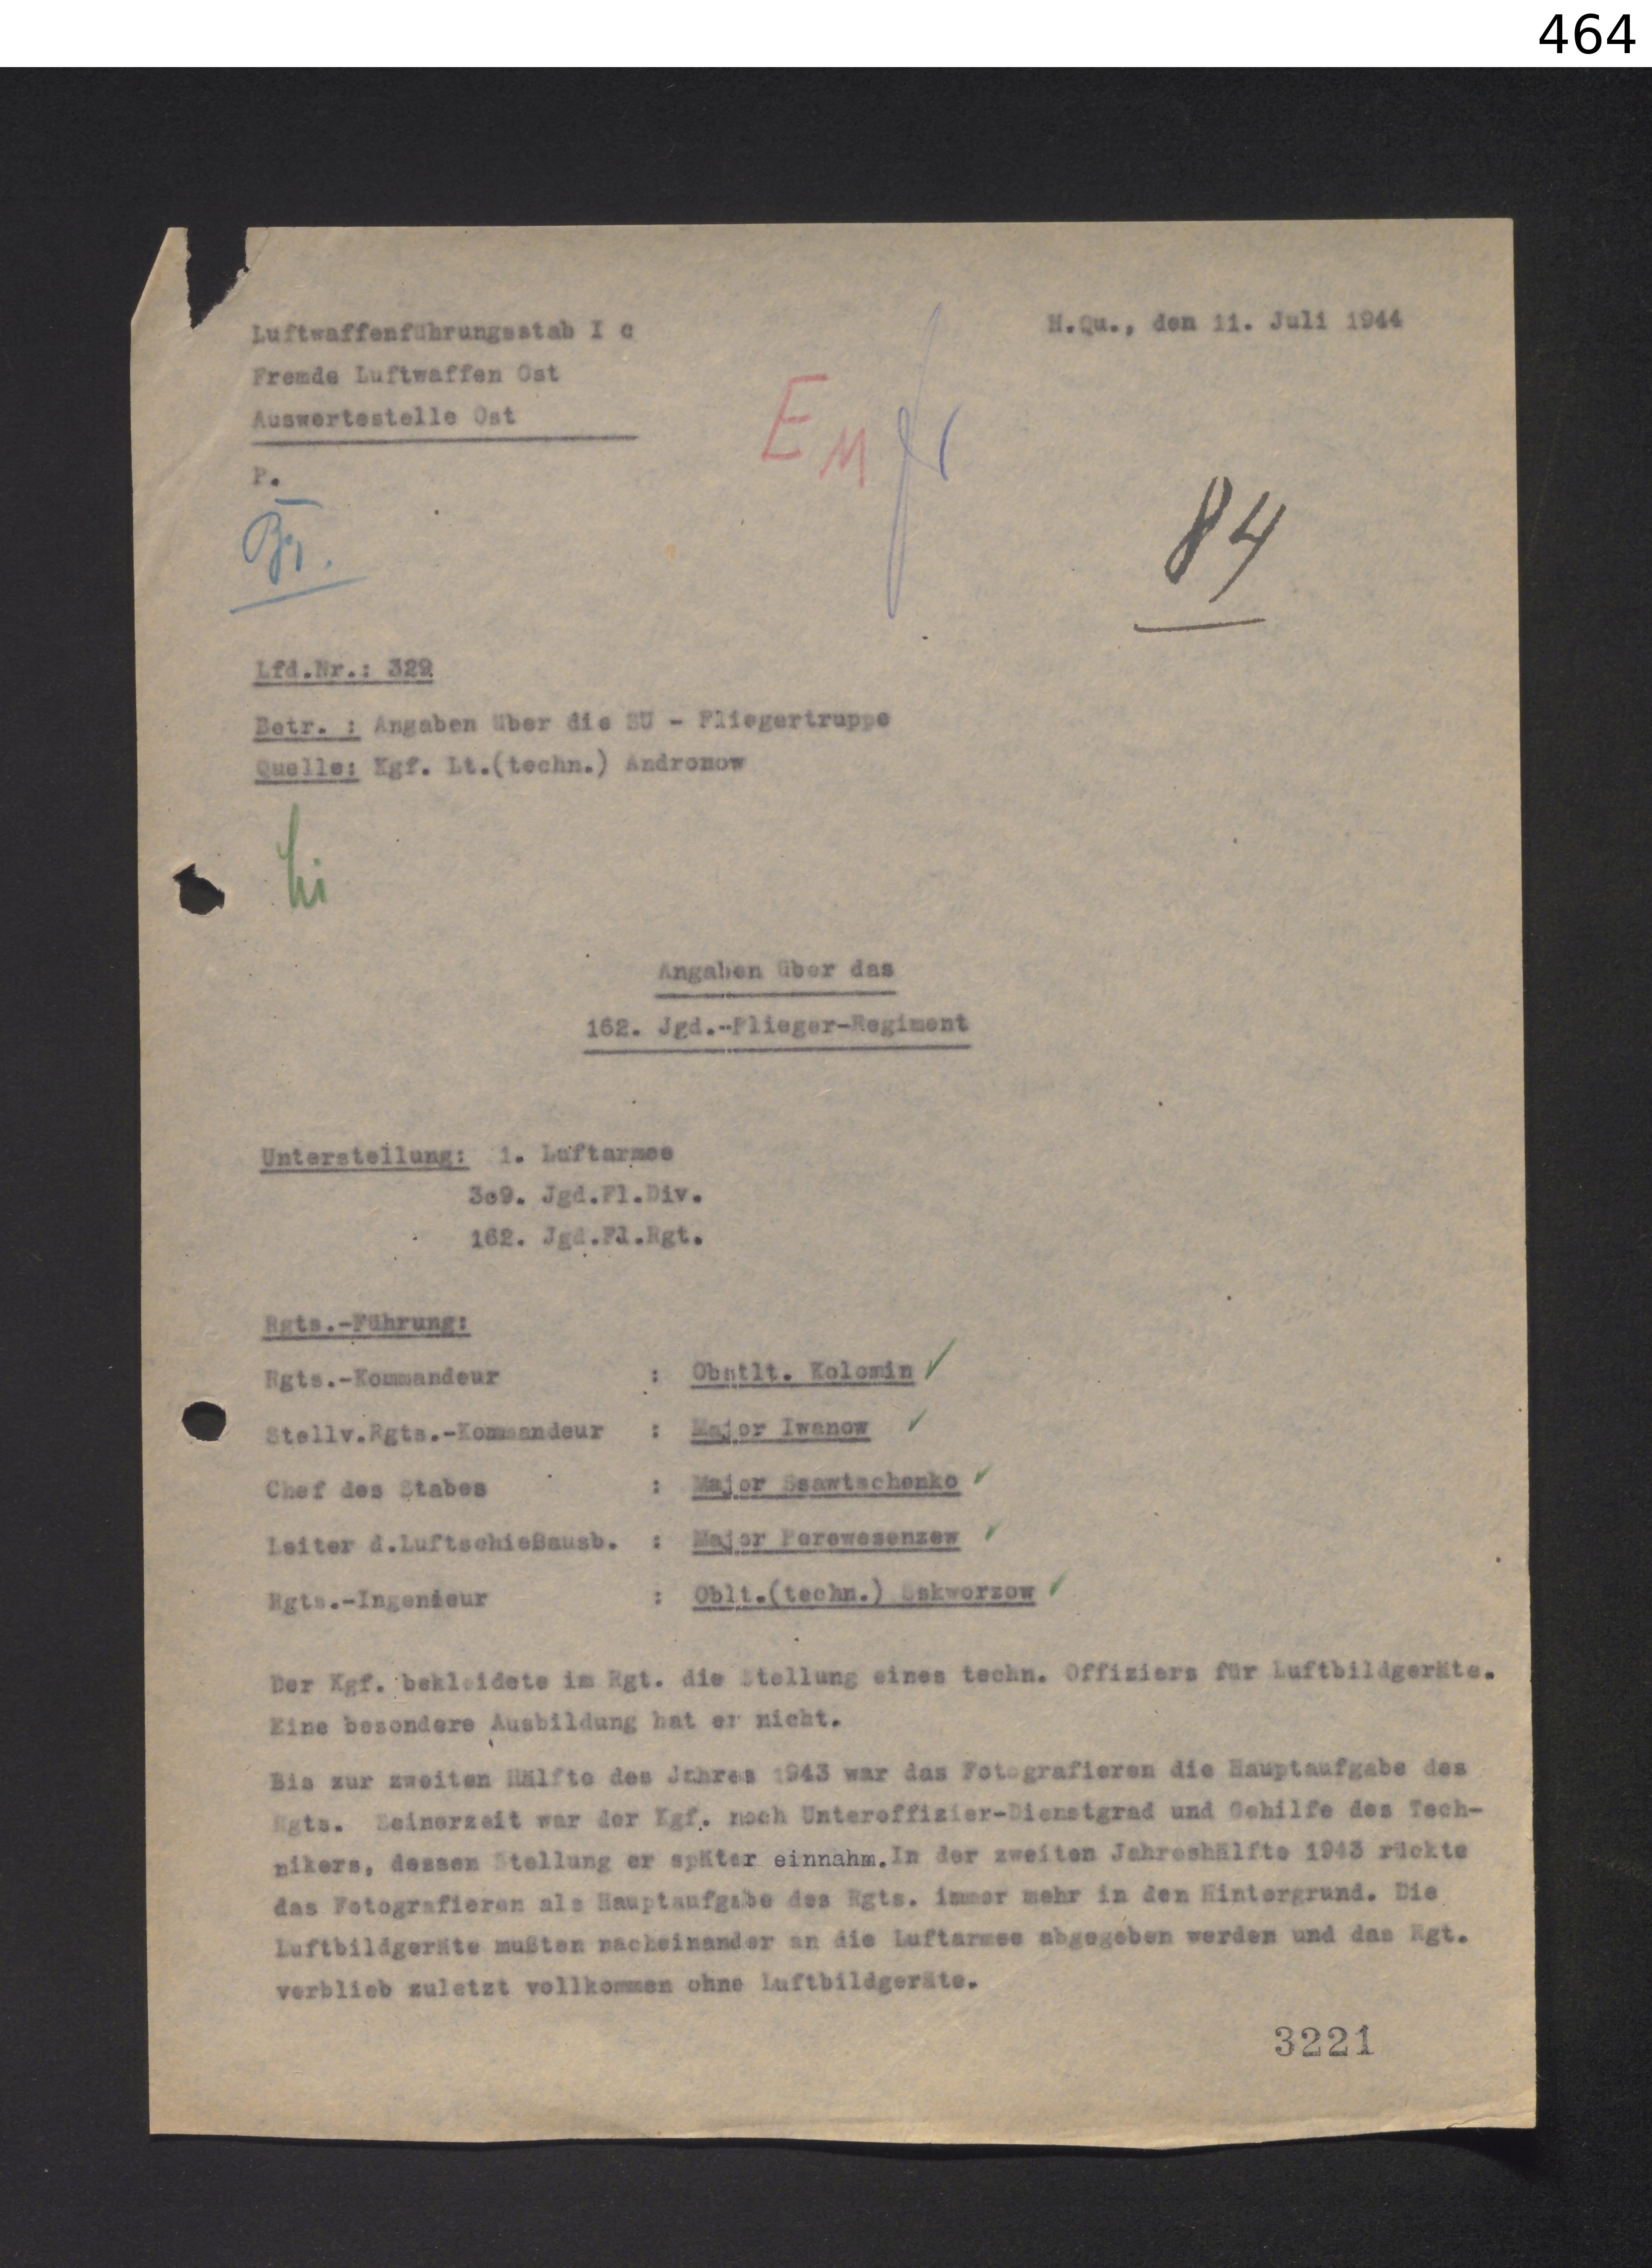 464
Luftwaffenführungsstab I c
H.Qu., den 11. Juli 1944
Fremde Luftwaffen Ost
Auswertestelle Ost
P.
E M
84
Lfd.Nr.: 329
Betr. : Angaben über die SU - Fliegertruppe
Quelle: Kgf. Lt.(techn.) Andronow
Angaben über das
162. Jgd.-Flieger-Regiment
Unterstellung: 1. Luftarmee
3o9. Jgd.Fl.Div.
162. Jgd.Fl.Rgt.
Rgts.-Führung:
Rgts.-Kommandeur : Obstlt. Kolomin
Stellv.Rgts.-Kommandeur : Major Iwanow
Chef des Stabes : Major Ssawtschenko
Leiter d.Luftschießausb. : Major Perewesenzew
Rgts.-Ingenieur : Oblt.(techn.) Sskworzow
Der Kgf. bekleidete im Rgt. die Stellung eines techn. Offiziers für Luftbildgeräte.
Eine besondere Ausbildung hat er nicht.
Bis zur zweiten Hälfte des Jahres 1943 war das Fotografieren die Hauptaufgabe des
Rgts. Seinerzeit war der Kgf. noch Unteroffizier-Dienstgrad und Gehilfe des Tech-
nikers, dessen Stellung er später einnahm.In der zweiten Jahreshälfte 1943 rückte
das Fotografieren als Hauptaufgabe des Rgts. immer mehr in den Hintergrund. Die
Luftbildgeräte mußten nacheinander an die Luftarmee abgegeben werden und das Rgt.
verblieb zuletzt vollkommen ohne Luftbildgeräte.
3221